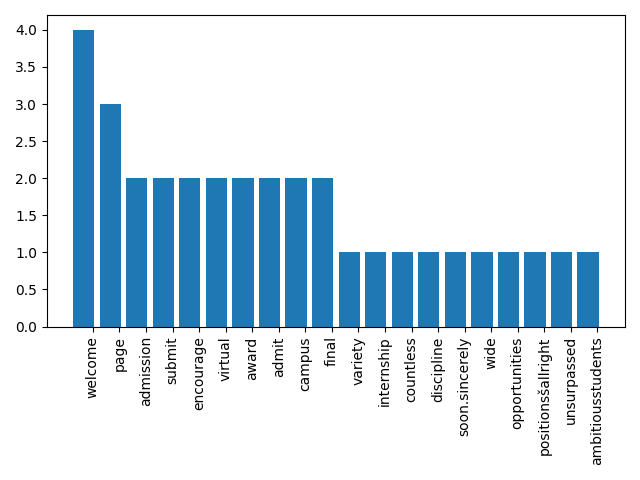 4.0
3.5
3.0
2.5
2.0
1.5
1.0
0.5
0.0
welcome
page
admission
submit
encourage
virtual
award
admit
campus
final
variety
internship
countless
discipline
soon.sincerely
wide
opportunities
positionsšallright
unsurpassed
ambitiousstudents